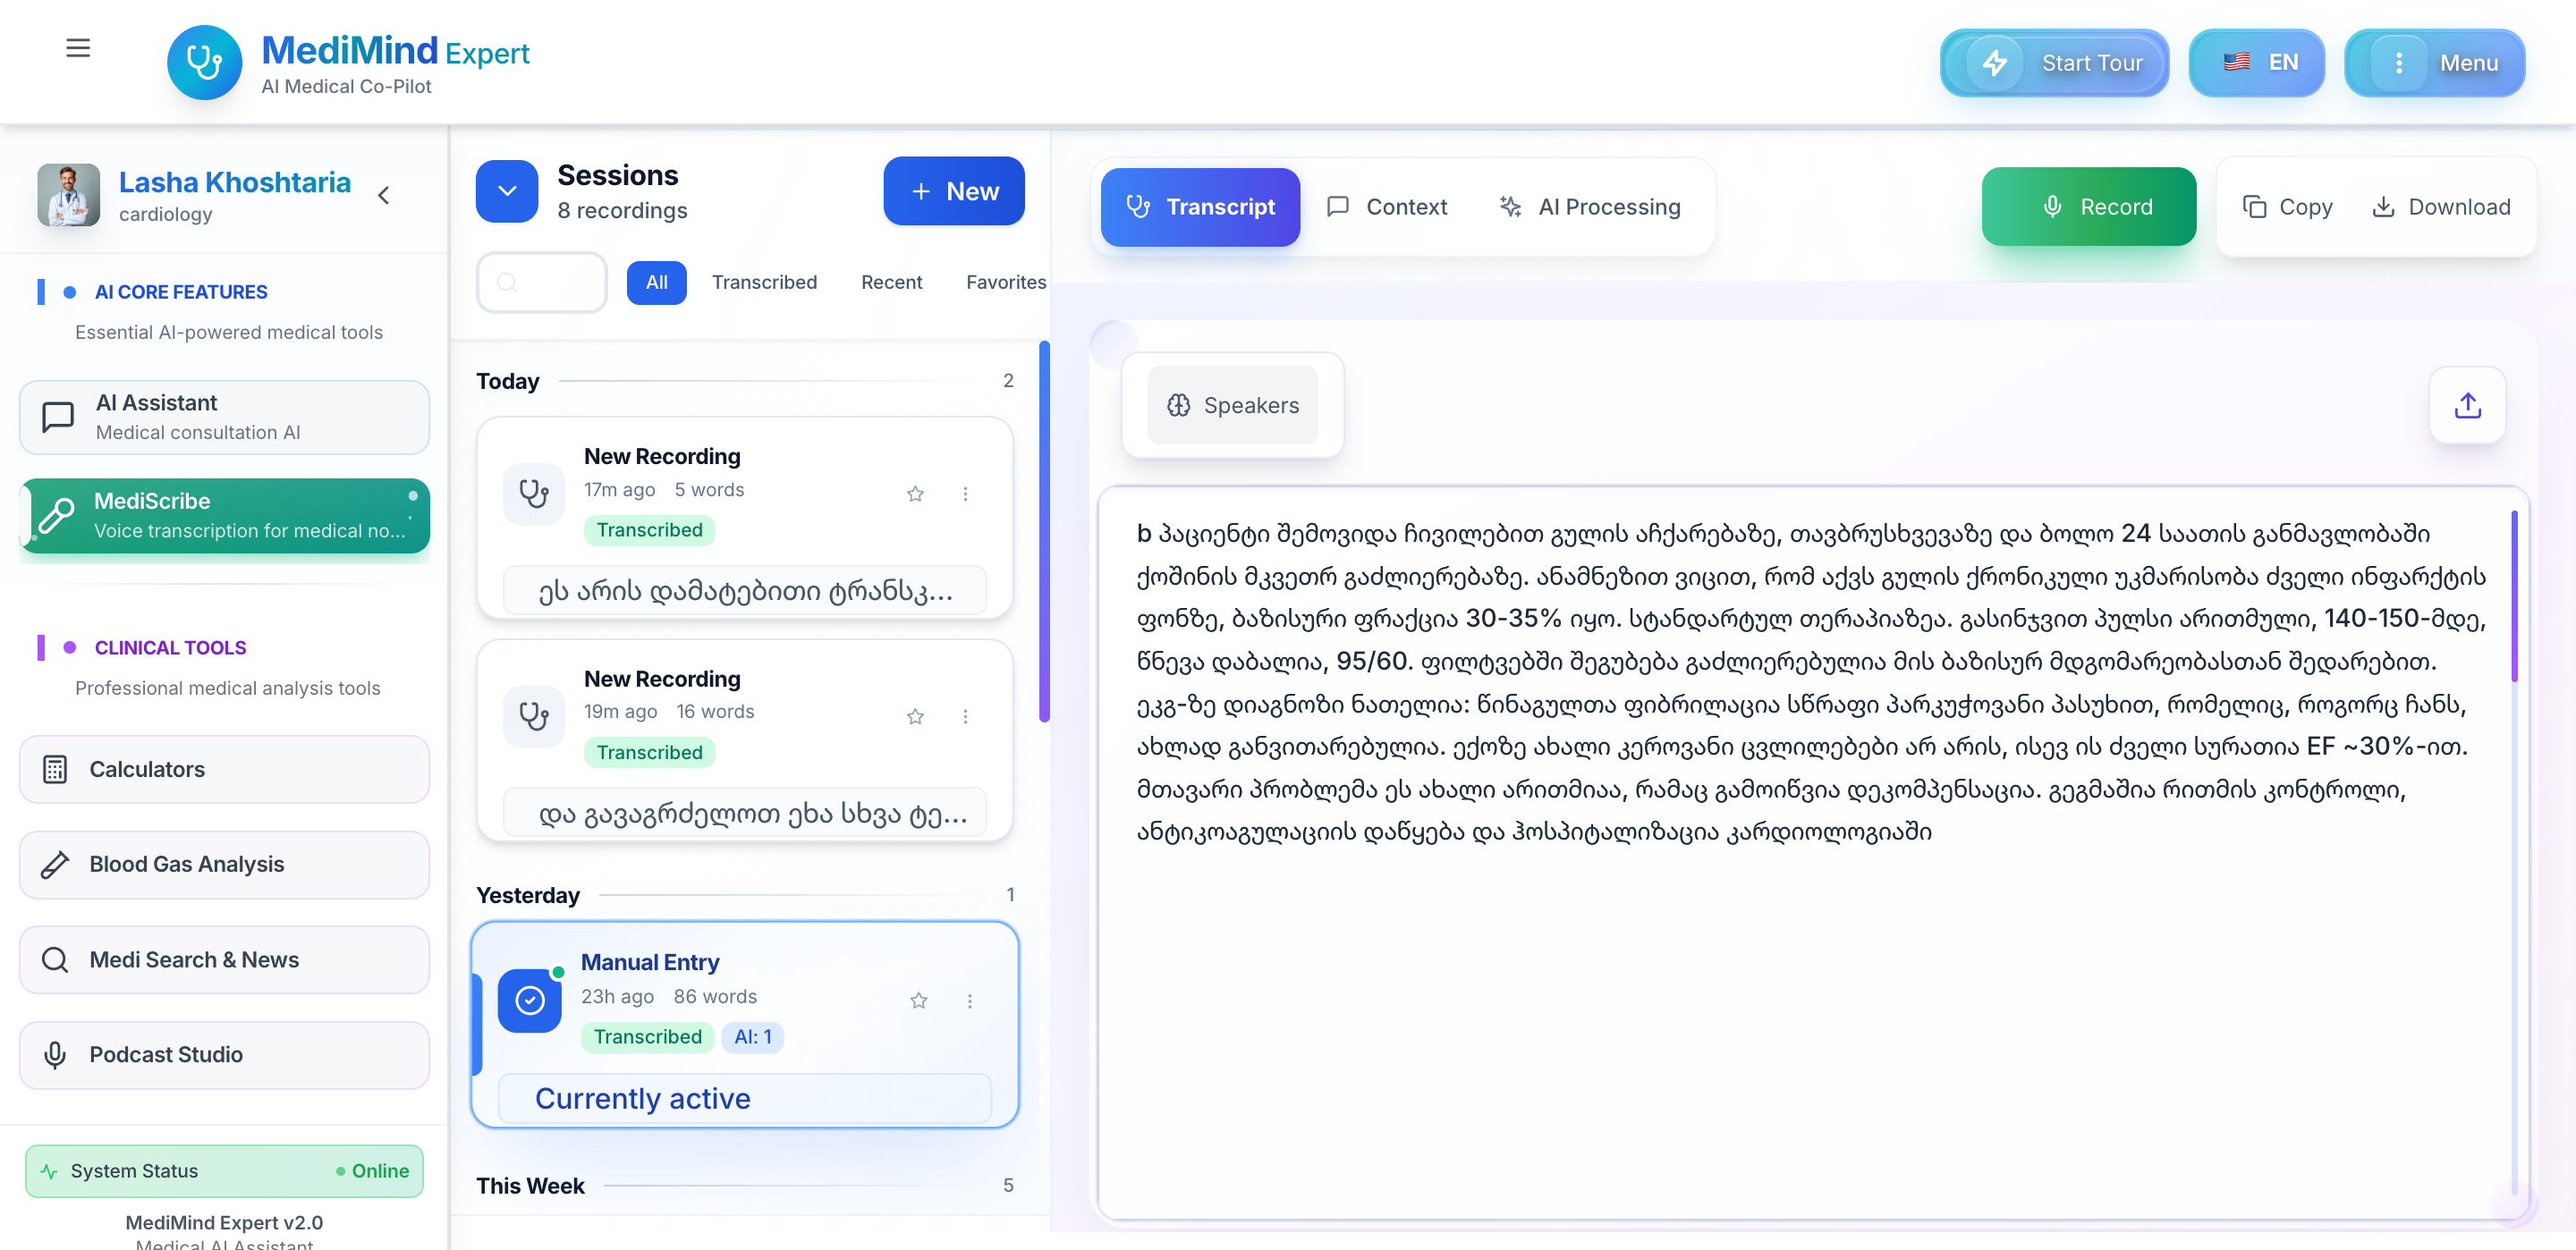 MediMind Expert
AI Medical Co-Pilot
Start Tour
EN
Menu
Lasha Khoshtaria
cardiology
AI CORE FEATURES
Essential AI-powered medical tools
AI Assistant
Medical consultation AI
MediScribe
Voice transcription for medical no...
CLINICAL TOOLS
Professional medical analysis tools
Calculators
Blood Gas Analysis
Medi Search & News
Podcast Studio
System Status
Online
MediMind Expert v2.0
Medical AI Assistant
Sessions
8 recordings
New
All
Transcribed
Recent
Favorites
Today
2
New Recording
17m ago 5 words
Transcribed
ეს არის დამატებითი ტრანსკ...
New Recording
19m ago 16 words
Transcribed
და გავაგრძელოთ ეხა სხვა ტე...
Yesterday
1
Manual Entry
23h ago 86 words
Transcribed
AI: 1
Currently active
This Week
5
Transcript
Context
AI Processing
Record
Copy
Download
Speakers
b პაციენტი შემოვიდა ჩივილებით გულის აჩქარებაზე, თავბრუსხვევაზე და ბოლო 24 საათის განმავლობაში
ქოშინის მკვეთრ გაძლიერებაზე. ანამნეზით ვიცით, რომ აქვს გულის ქრონიკული უკმარისობა ძველი ინფარქტის
ფონზე, ბაზისური ფრაქცია 30-35% იყო. სტანდარტულ თერაპიაზეა. გასინჯვით პულსი არითმული, 140-150-მდე,
წნევა დაბალია, 95/60. ფილტვებში შეგუბება გაძლიერებულია მის ბაზისურ მდგომარეობასთან შედარებით.
ეკგ-ზე დიაგნოზი ნათელია: წინაგულთა ფიბრილაცია სწრაფი პარკუჭოვანი პასუხით, რომელიც, როგორც ჩანს,
ახლად განვითარებულია. ექოზე ახალი კეროვანი ცვლილებები არ არის, ისევ ის ძველი სურათია EF ~30%-ით.
მთავარი პრობლემა ეს ახალი არითმიაა, რამაც გამოიწვია დეკომპენსაცია. გეგმაშია რითმის კონტროლი,
ანტიკოაგულაციის დაწყება და ჰოსპიტალიზაცია კარდიოლოგიაში